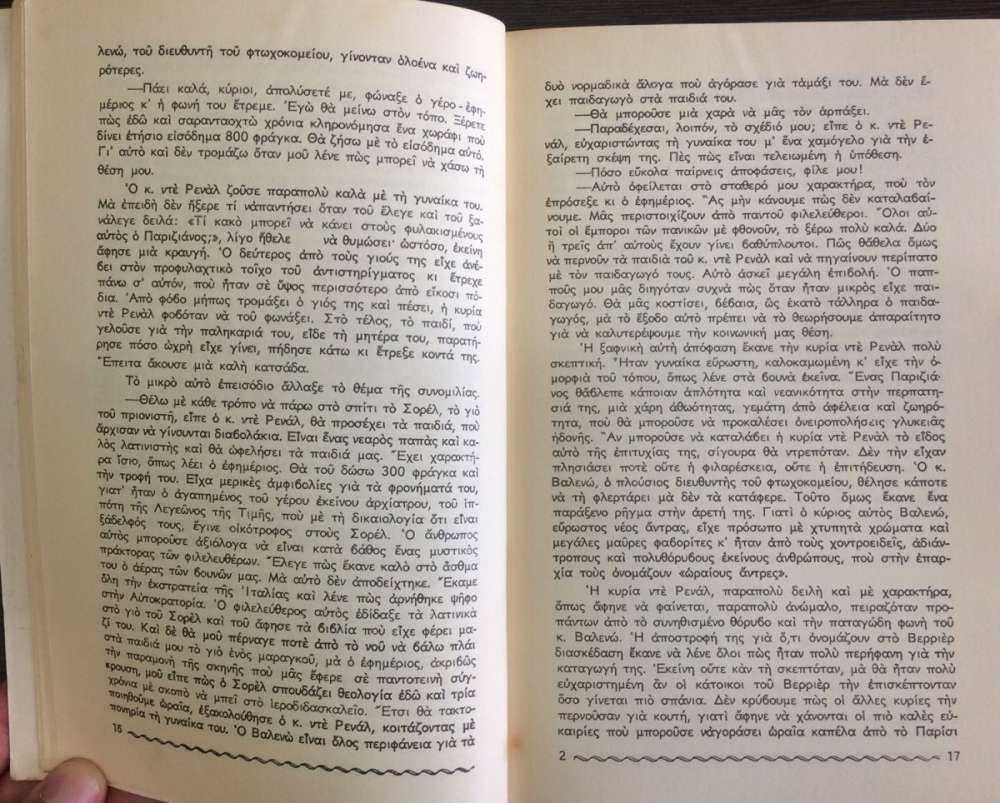 λενώ, τοῦ διευθυντῆ τοῦ φτωχοκομείου, γίνονταν ὁλοένα καὶ ζωη-
ρότερες.
—Πάει καλά, κύριοι, ἀπολύσετέ με, φώναξε ὁ γέρο-ἐφη-
μέριος κ' ἡ φωνή του ἔτρεμε. Ἐγὼ θὰ μείνω στὸν τόπο. Ξέρετε
πὼς ἐδῶ καὶ σαρανταοχτὼ χρόνια κληρονόμησα ἕνα χωράφι ποὺ
δίνει ἐτήσιο εἰσόδημα 800 φράγκα. Θὰ ζήσω μὲ τὸ εἰσόδημα αὐτό.
Γι' αὐτὸ καὶ δὲν τρομάζω ὅταν μοῦ λένε πὼς μπορεῖ νὰ χάσω τὴ
θέση μου.
Ὁ κ. ντὲ Ρενὰλ ζοῦσε παραπολὺ καλὰ μὲ τὴ γυναίκα του.
Μὰ ἐπειδὴ δὲν ἤξερε τί νἀπαντήσει ὅταν τοῦ ἔλεγε καὶ τοῦ ξα-
νάλεγε δειλά: «Τί κακὸ μπορεῖ νὰ κάνει στοὺς φυλακισμένους
αὐτὸς ὁ Παριζιάνος;», λίγο ἤθελε νὰ θυμώσει· ὡστόσο, ἐκείνη
ἄφησε μιὰ κραυγή. Ὁ δεύτερος ἀπὸ τοὺς γιούς της εἶχε ἀνέ-
βει στὸν προφυλαχτικὸ τοῖχο τοῦ ἀντιστηρίγματος κι ἔτρεχε
πάνω σ' αὐτόν, ποὺ ἦταν σὲ ὕψος περισσότερο ἀπὸ εἴκοσι πό-
δια. Ἀπὸ φόβο μήπως τρομάξει ὁ γιός της καὶ πέσει, ἡ κυρία
ντὲ Ρενὰλ φοβόταν νὰ τοῦ φωνάξει. Στὸ τέλος, τὸ παιδί, ποὺ
γελοῦσε γιὰ τὴν παληκαριά του, εἶδε τὴ μητέρα του, παρατή-
ρησε πόσο ὠχρὴ εἶχε γίνει, πήδησε κάτω κι ἔτρεξε κοντά της.
Ἔπειτα ἄκουσε μιὰ καλὴ κατσάδα.
Τὸ μικρὸ αὐτὸ ἐπεισόδιο ἄλλαξε τὸ θέμα τῆς συνομιλίας.
—Θέλω μὲ κάθε τρόπο νὰ πάρω στὸ σπίτι τὸ Σορέλ, τὸ γιὸ
τοῦ πριονιστῆ, εἶπε ὁ κ. ντὲ Ρενάλ, θὰ προσέχει τὰ παιδιά, ποὺ
ἄρχισαν νὰ γίνουνται διαβολάκια. Εἶναι ἕνας νεαρὸς παπὰς καὶ κα-
λὸς λατινιστὴς καὶ θὰ ὠφελήσει τὰ παιδιά μας. Ἔχει χαρακτή-
ρα ἴσιο, ὅπως λέει ὁ ἐφημέριος. Θὰ τοῦ δώσω 300 φράγκα καὶ
τὴν τροφή του. Εἶχα μερικὲς ἀμφιβολίες γιὰ τὰ φρονήματά του,
γιατ' ἦταν ὁ ἀγαπημένος τοῦ γέρου ἐκείνου ἀρχίατρου, τοῦ ἱπ-
πότη τῆς Λεγεῶνος τῆς Τιμῆς, ποὺ μὲ τὴ δικαιολογία ὅτι εἶναι
ξάδελφός τους, ἔγινε οἰκότροφος στοὺς Σορέλ. Ὁ ἄνθρωπος
αὐτὸς μποροῦσε ἀξιόλογα νὰ εἶναι κατὰ βάθος ἕνας μυστικὸς
πράκτορας τῶν φιλελευθέρων. Ἔλεγε πὼς ἔκανε καλὸ στὸ ἄσθμα
του ὁ ἀέρας τῶν βουνῶν μας. Μὰ αὐτὸ δὲν ἀποδείχτηκε. Ἔκαμε
ὅλη τὴν ἐκστρατεία τῆς Ἰταλίας καὶ λένε πὼς ἀρνήθηκε ψῆφο
στὴν Αὐτοκρατορία. Ὁ φιλελεύθερος αὐτὸς ἐδίδαξε τὰ λατινικὰ
στὸ γιὸ τοῦ Σορὲλ καὶ τοῦ ἄφησε τὰ βιβλία ποὺ εἶχε φέρει μα-
ζί του. Καὶ δὲ θὰ μοῦ πέρναγε ποτὲ ἀπὸ τὸ νοῦ νὰ βάλω πλάι
στὰ παιδιά μου τὸ γιὸ ἑνὸς μαραγκοῦ, μὰ ὁ ἐφημέριος, ἀκριβῶς
τὴν παραμονὴ τῆς σκηνῆς ποὺ μᾶς ἔφερε σὲ παντοτεινὴ σύγ-
κρουση, μοῦ εἶπε πὼς ὁ Σορὲλ σπουδάζει θεολογία ἐδῶ καὶ τρία
χρόνια μὲ σκοπὸ νὰ μπεῖ στὸ ἱεροδιδασκαλεῖο. Ἔτσι θὰ τακτο-
ποιηθοῦμε ὡραῖα, ἐξακολούθησε ὁ κ. ντὲ Ρενάλ, κοιτάζοντας μὲ
πονηρία τὴ γυναίκα του. Ὁ Βαλενὼ εἶναι ὅλος περιφάνεια γιὰ τὰ
16
δυὸ νορμαδικὰ ἄλογα ποὺ ἀγόρασε γιὰ τἀμάξι του. Μὰ δὲν ἔ-
χει παιδαγωγὸ στὰ παιδιά του.
—Θὰ μποροῦσε μιὰ χαρὰ νὰ μᾶς τὸν ἁρπάξει.
—Παραδέχεσαι, λοιπόν, τὸ σχέδιό μου; εἶπε ὁ κ. ντὲ Ρε-
νάλ, εὐχαριστώντας τὴ γυναίκα του μ' ἕνα χαμόγελο γιὰ τὴν ἐ-
ξαίρετη σκέψη της. Πὲς πὼς εἶναι τελειωμένη ἡ ὑπόθεση.
—Πόσο εὔκολα παίρνεις ἀποφάσεις, φίλε μου!
—Αὐτὸ ὀφείλεται στὸ σταθερό μου χαρακτήρα, ποὺ τὸν
ἐπρόσεξε κι ὁ ἐφημέριος. Ἂς μὴν κάνουμε πὼς δὲν καταλαβαί-
νουμε. Μᾶς περιστοιχίζουν ἀπὸ παντοῦ φιλελεύθεροι. Ὅλοι αὐ-
τοὶ οἱ ἔμποροι τῶν πανικῶν μὲ φθονοῦν, τὸ ξέρω πολὺ καλά. Δύο
ἢ τρεῖς ἀπ' αὐτοὺς ἔχουν γίνει βαθύπλουτοι. Πῶς θἄθελα ὅμως
νὰ περνοῦν τὰ παιδιὰ τοῦ κ. ντὲ Ρενὰλ καὶ νὰ πηγαίνουν περίπατο
μὲ τὸν παιδαγωγό τους. Αὐτὸ ἀσκεῖ μεγάλη ἐπιβολή. Ὁ παπ-
ποῦς μου μᾶς διηγόταν συχνὰ πὼς ὅταν ἦταν μικρὸς εἶχε παι-
δαγωγό. Θὰ μᾶς κοστίσει, βέβαια, ὣς ἑκατὸ τάλληρα ὁ παιδα-
γωγός, μὰ τὸ ἔξοδο αὐτὸ πρέπει νὰ τὸ θεωρήσουμε ἀπαραίτητο
γιὰ νὰ καλυτερέψουμε τὴν κοινωνική μας θέση.
Ἡ ξαφνικὴ αὐτὴ ἀπόφαση ἔκανε τὴν κυρία ντὲ Ρενὰλ πολὺ
σκεπτική. Ἦταν γυναίκα εὔρωστη, καλοκαμωμένη κ' εἶχε τὴν ὀ-
μορφιὰ τοῦ τόπου, ὅπως λένε στὰ βουνὰ ἐκεῖνα. Ἕνας Παριζιά-
νος θἄβλεπε κάποιαν ἁπλότητα καὶ νεανικότητα στὴν περπατη-
σιά της, μιὰ χάρη ἀθωότητας, γεμάτη ἀπὸ ἀφέλεια καὶ ζωηρό-
τητα, ποὺ θὰ μποροῦσε νὰ προκαλέσει ὀνειροπολήσεις γλυκειᾶς
ἡδονῆς. Ἂν μποροῦσε νὰ καταλάβει ἡ κυρία ντὲ Ρενὰλ τὸ εἶδος
αὐτὸ τῆς ἐπιτυχίας της, σίγουρα θὰ ντρεπόταν. Δὲν τὴν εἶχαν
πλησιάσει ποτὲ οὔτε ἡ φιλαρέσκεια, οὔτε ἡ ἐπιτήδευση. Ὁ κ.
Βαλενώ, ὁ πλούσιος διευθυντὴς τοῦ φτωχοκομείου, θέλησε κάποτε
νὰ τὴ φλερτάρει μὰ δὲν τὰ κατάφερε. Τοῦτο ὅμως ἔκανε ἕνα
παράξενο ρῆγμα στὴν ἀρετή της. Γιατὶ ὁ κύριος αὐτὸς Βαλενώ,
εὔρωστος νέος ἄντρας, εἶχε πρόσωπο μὲ χτυπητὰ χρώματα καὶ
μεγάλες μαῦρες φαβορίτες κ' ἦταν ἀπὸ τοὺς χοντροειδεῖς, ἀδιάν-
τροπους καὶ πολυθόρυβους ἐκείνους ἀνθρώπους, ποὺ στὴν ἐπαρ-
χία τοὺς ὀνομάζουν «ὡραίους ἄντρες».
Ἡ κυρία ντὲ Ρενάλ, παραπολὺ δειλὴ καὶ μὲ χαρακτήρα,
ὅπως ἄφηνε νὰ φαίνεται, παραπολὺ ἀνώμαλο, πειραζόταν προ-
πάντων ἀπὸ τὸ συνηθισμένο θόρυβο καὶ τὴν παταγώδη φωνὴ τοῦ
κ. Βαλενώ. Ἡ ἀποστροφή της γιὰ ὅ,τι ὀνομάζουν στὸ Βερριὲρ
διασκέδαση ἔκανε νὰ λένε ὅλοι πὼς ἦταν πολὺ περήφανη γιὰ τὴν
καταγωγή της. Ἐκείνη οὔτε κἂν τὴ σκεπτόταν, μὰ θὰ ἦταν πολὺ
εὐχαριστημένη ἂν οἱ κάτοικοι τοῦ Βερριὲρ τὴν ἐπισκέπτονταν
ὅσο γίνεται πιὸ σπάνια. Δὲν κρύβουμε πὼς οἱ ἄλλες κυρίες τὴν
περνοῦσαν γιὰ κουτή, γιατὶ ἄφηνε νὰ χάνονται οἱ πιὸ καλὲς εὐ-
καιρίες ποὺ μποροῦσε νἀγοράσει ὡραῖα καπέλα ἀπὸ τὸ Παρίσι
2
17